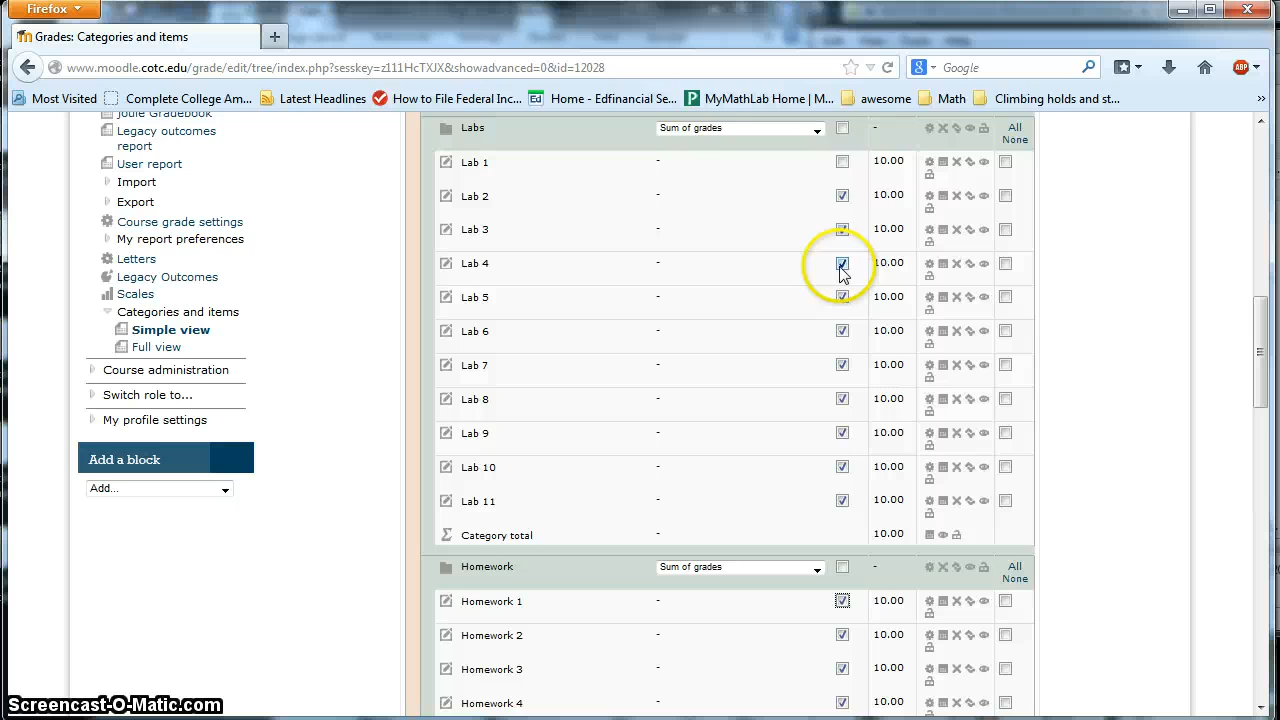 Firefox
Grades: Categories and items
www.moodle.cotc.edu/grade/edit/tree/index.php?sesskey=z111HcTXJX&showadvanced=0&id=12028
Google
ABP
Most Visited
Complete College Am...
Latest Headlines
How to File Federal Inc...
Ed
Home - Edfinancial Se...
MyMathLab Home | M...
awesome
Math
Climbing holds and st...
»
Joule Gradebook
Legacy outcomes
report
User report
Import
Export
Course grade settings
My report preferences
Letters
Legacy Outcomes
Scales
Categories and items
Simple view
Full view
Course administration
Switch role to...
My profile settings
Add a block
Add...
Labs Sum of grades - All
None
Lab 1 - 10.00
Lab 2 - 10.00
Lab 3 - 10.00
Lab 4 - 10.00
Lab 5 - 10.00
Lab 6 - 10.00
Lab 7 - 10.00
Lab 8 - 10.00
Lab 9 - 10.00
Lab 10 - 10.00
Lab 11 - 10.00
Σ Category total - 10.00
Homework Sum of grades - All
None
Homework 1 - 10.00
Homework 2 - 10.00
Homework 3 - 10.00
Homework 4 - 10.00
Screencast-O-Matic.com